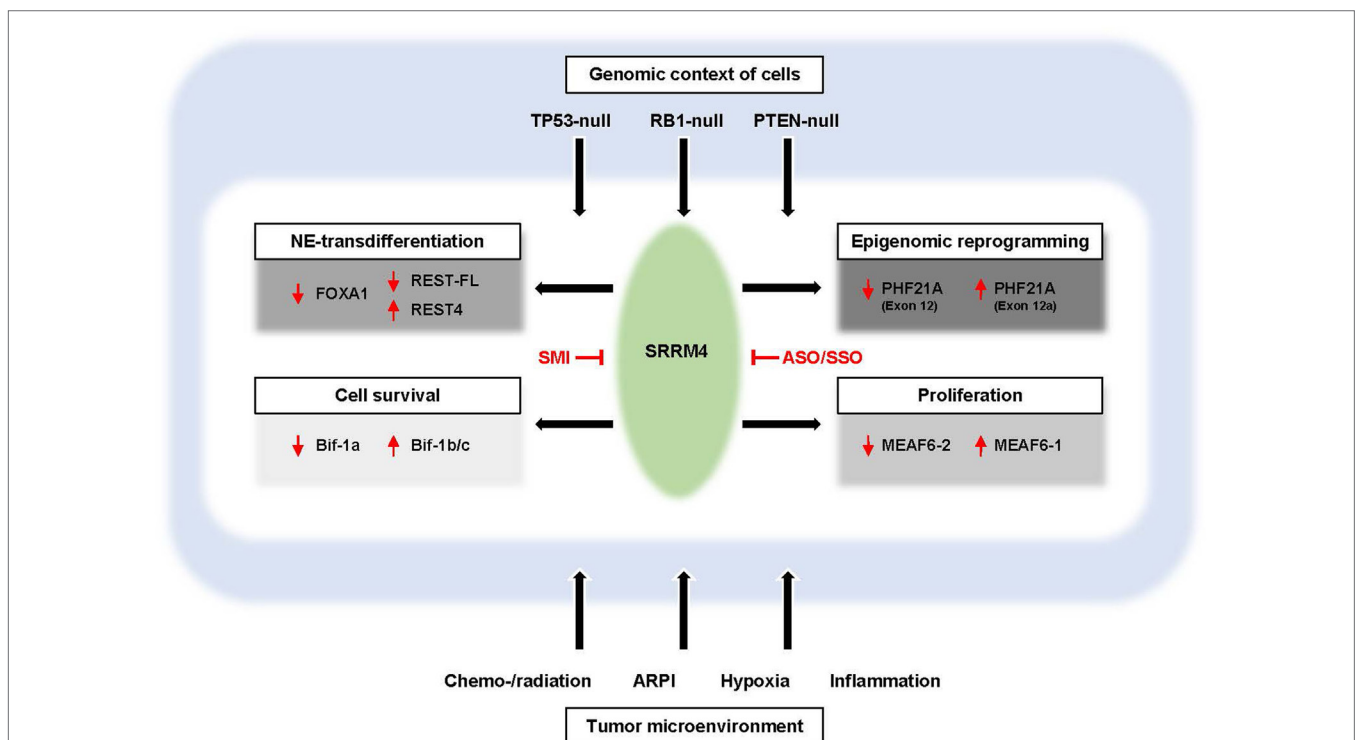 Genomic context of cells
TP53-null RB1-null PTEN-null
NE-transdifferentiation
FOXA1
REST-FL
REST4
Epigenomic reprogramming
PHF21A
(Exon 12)
PHF21A
(Exon 12a)
SMI
SRRM4
ASO/SSO
Cell survival
Bif-1a
Bif-1b/c
Proliferation
MEAF6-2
MEAF6-1
Chemo-/radiation ARPI Hypoxia Inflammation
Tumor microenvironment